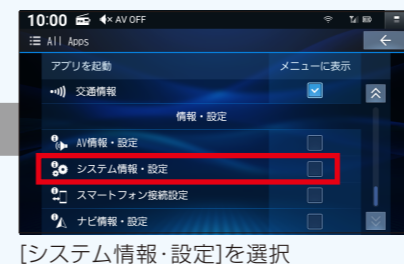 10:00 AV OFF
All Apps
アプリを起動 メニューに表示
交通情報
情報・設定
AV情報・設定
システム情報・設定
スマートフォン接続設定
ナビ情報・設定
[システム情報・設定]を選択